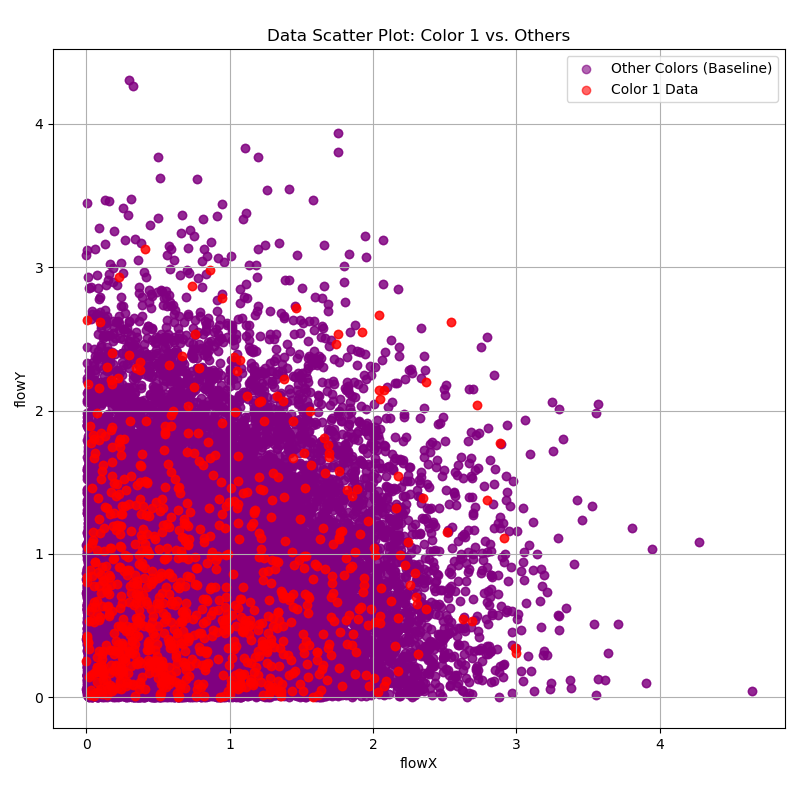 Data Scatter Plot: Color 1 vs. Others
Other Colors (Baseline)
Color 1 Data
flowY
4
3
2
1
0
0 1 2 3 4
flowX